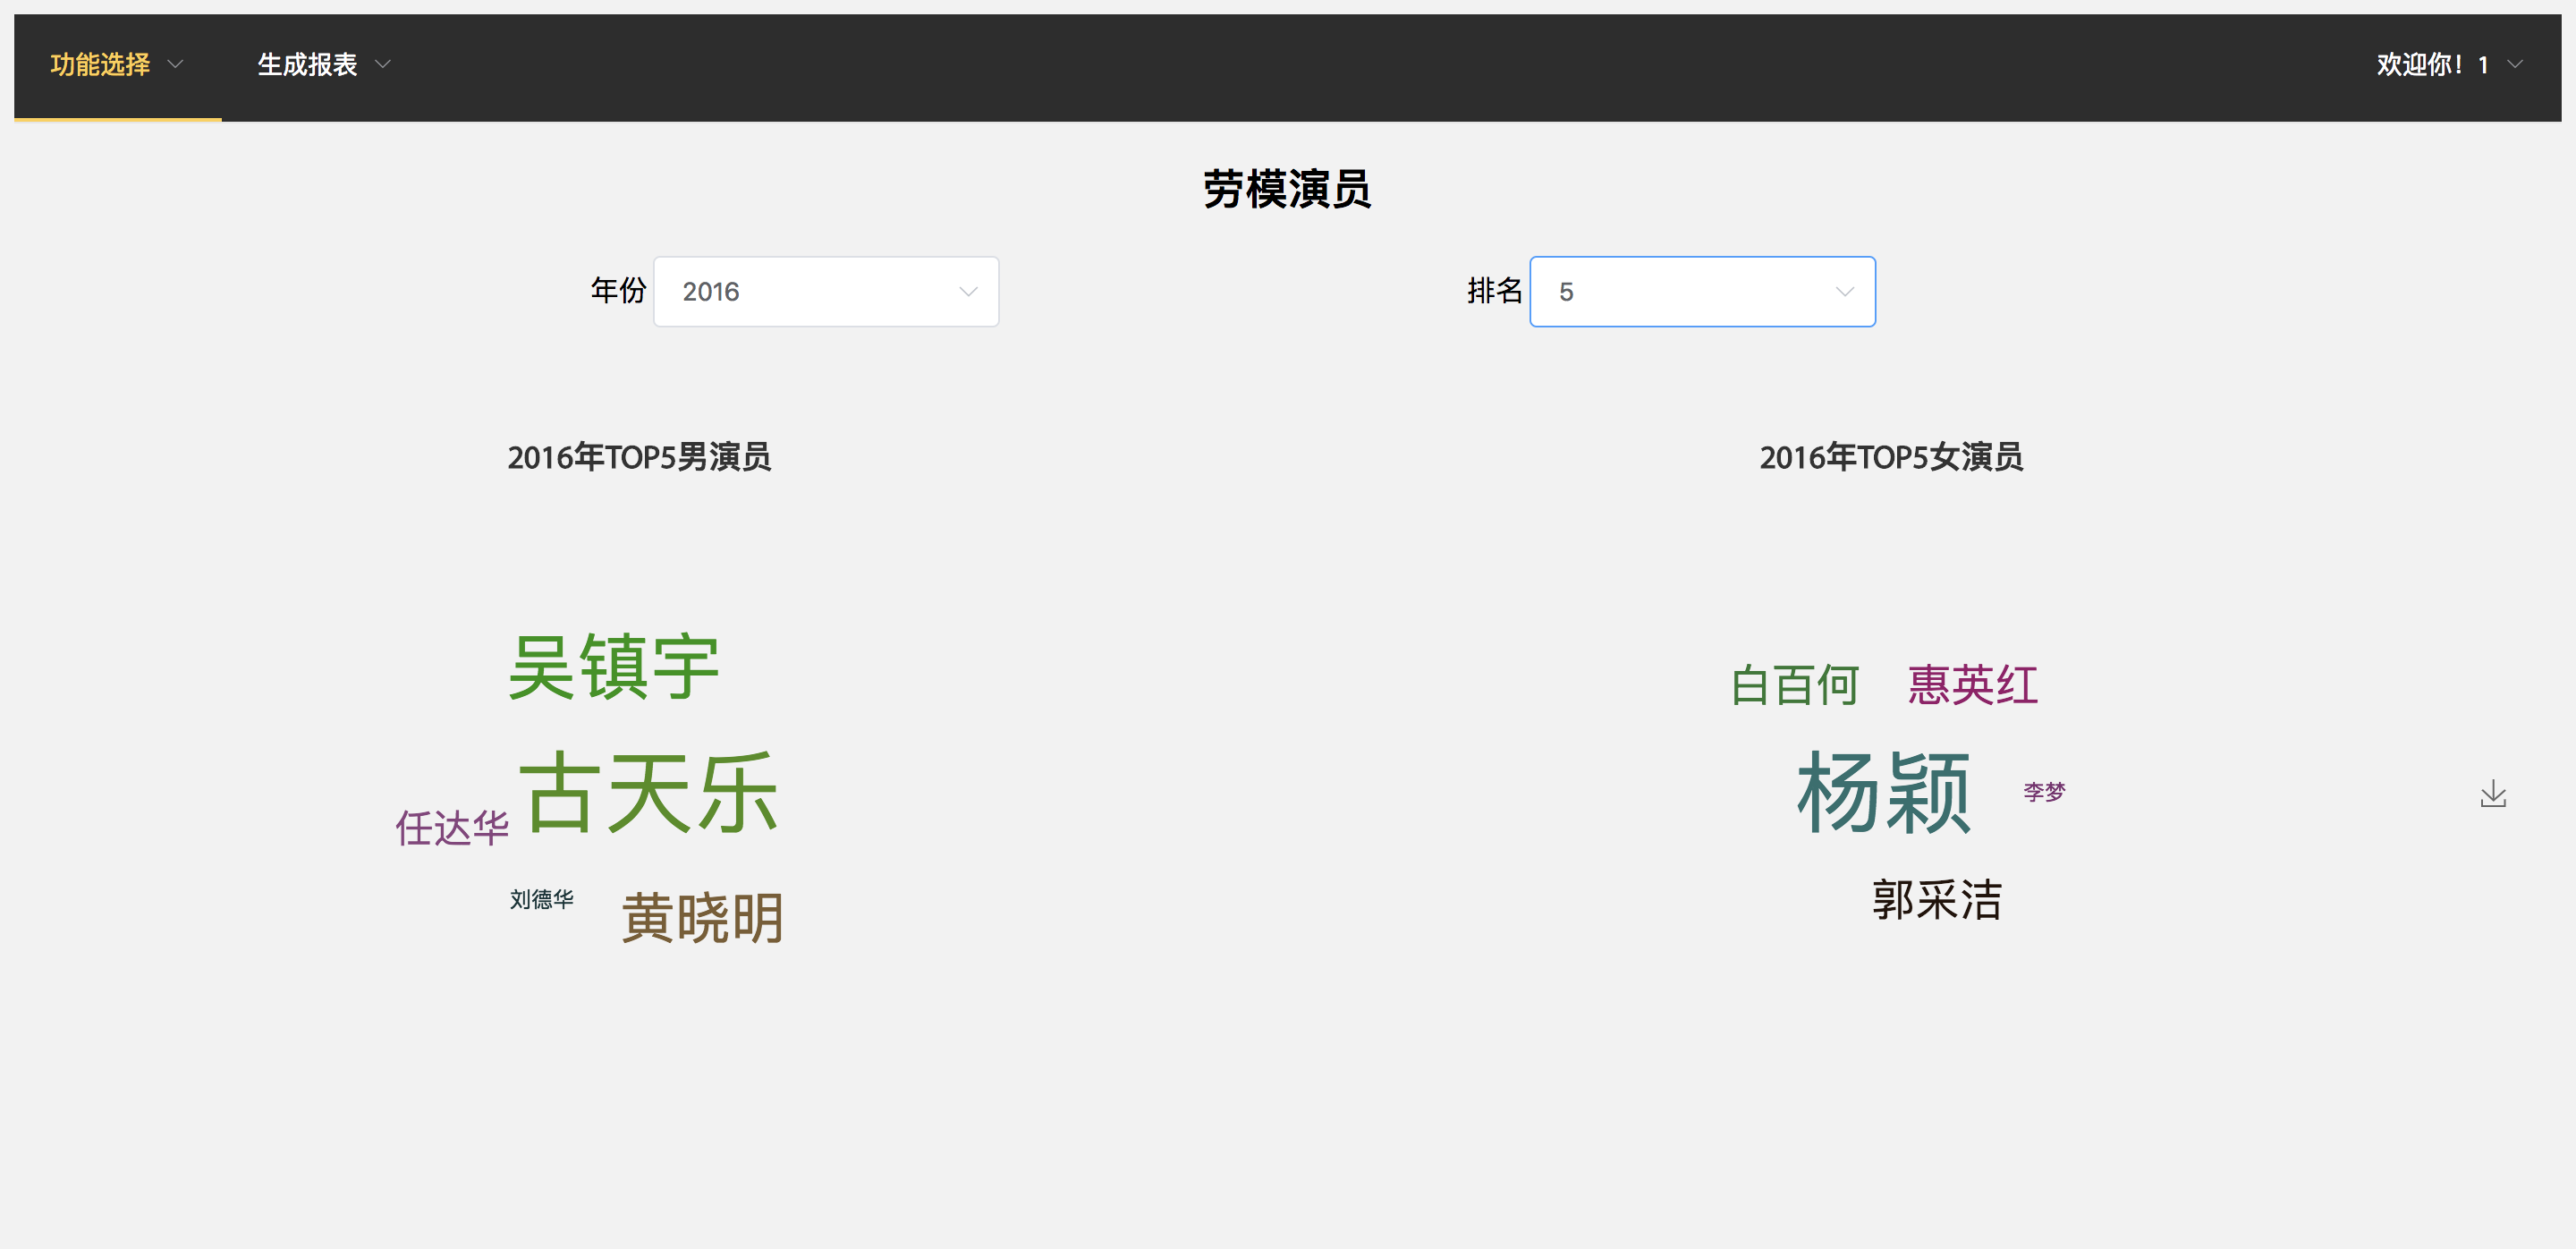 功能选择 生成报表 欢迎你！1
劳模演员
年份 2016 排名 5
2016年TOP5男演员 2016年TOP5女演员
吴镇宇
白百何 惠英红
古天乐
杨颖 李梦
任达华
刘德华 黄晓明
郭采洁